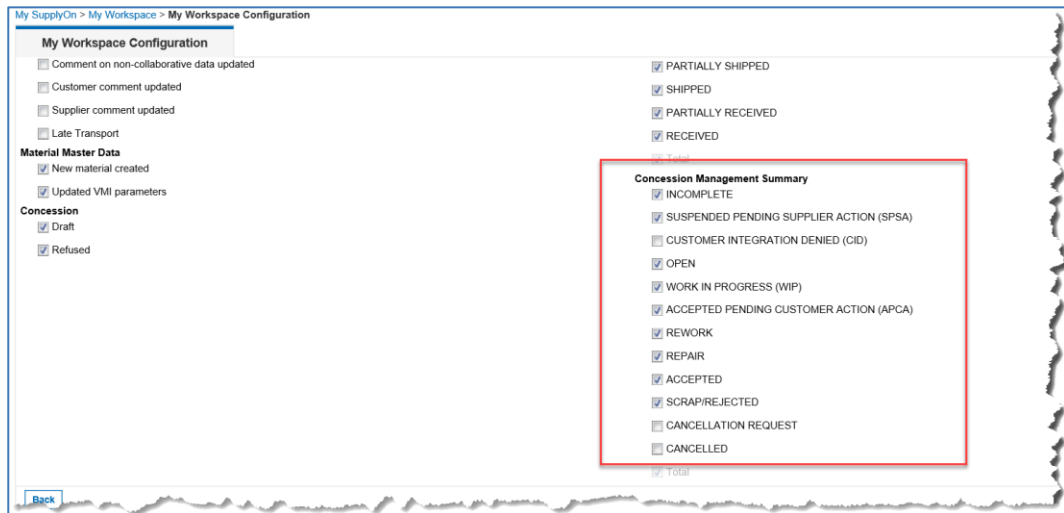 My SupplyOn > My Workspace > My Workspace Configuration
My Workspace Configuration
Comment on non-collaborative data updated
Customer comment updated
Supplier comment updated
Late Transport
Material Master Data
New material created
Updated VMI parameters
Concession
Draft
Refused
PARTIALLY SHIPPED
SHIPPED
PARTIALLY RECEIVED
RECEIVED
Total
Concession Management Summary
INCOMPLETE
SUSPENDED PENDING SUPPLIER ACTION (SPSA)
CUSTOMER INTEGRATION DENIED (CID)
OPEN
WORK IN PROGRESS (WIP)
ACCEPTED PENDING CUSTOMER ACTION (APCA)
REWORK
REPAIR
ACCEPTED
SCRAP/REJECTED
CANCELLATION REQUEST
CANCELLED
Total
Back